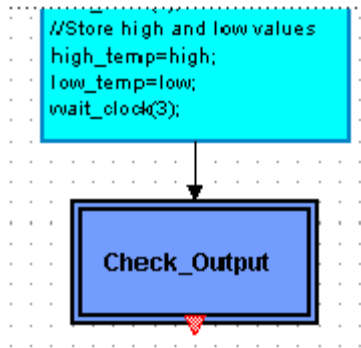 //Store high and low values
high_temp=high;
low_temp=low;
wait_clock(3);
Check_Output